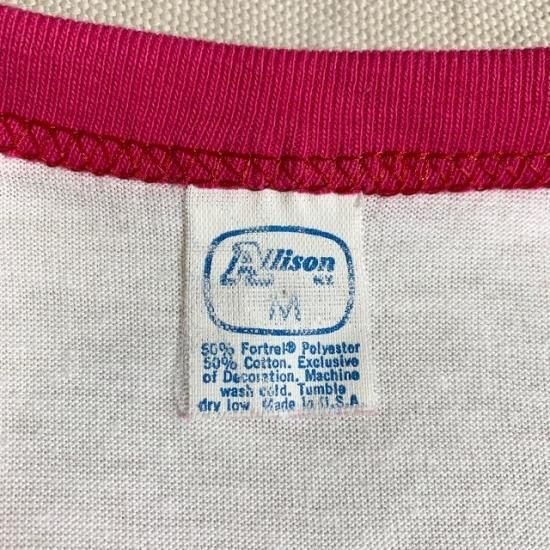 Allison
N.Y.
M
50% Fortrel® Polyester
50% Cotton. Exclusive
of Decoration. Machine
wash cold. Tumble
dry low. Made in U.S.A.